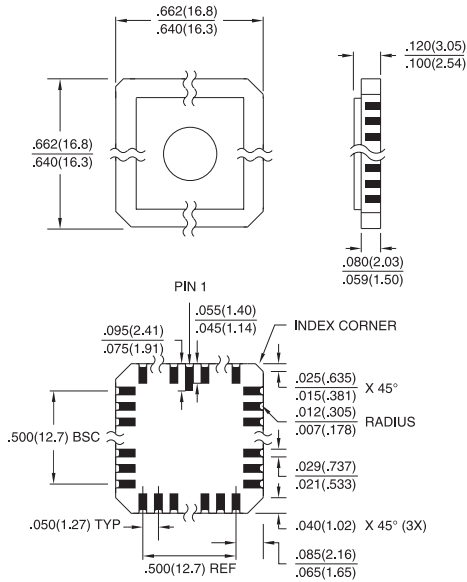 .662(16.8)
.640(16.3)
.120(3.05)
.100(2.54)
.662(16.8)
.640(16.3)
.080(2.03)
.059(1.50)
PIN 1
.055(1.40)
.045(1.14)
.095(2.41)
.075(1.91)
INDEX CORNER
.025(.635)
.015(.381)
X 45°
.012(.305)
.007(.178)
RADIUS
.500(12.7) BSC
.029(.737)
.021(.533)
.050(1.27) TYP
.040(1.02) X 45° (3X)
.500(12.7) REF
.085(2.16)
.065(1.65)